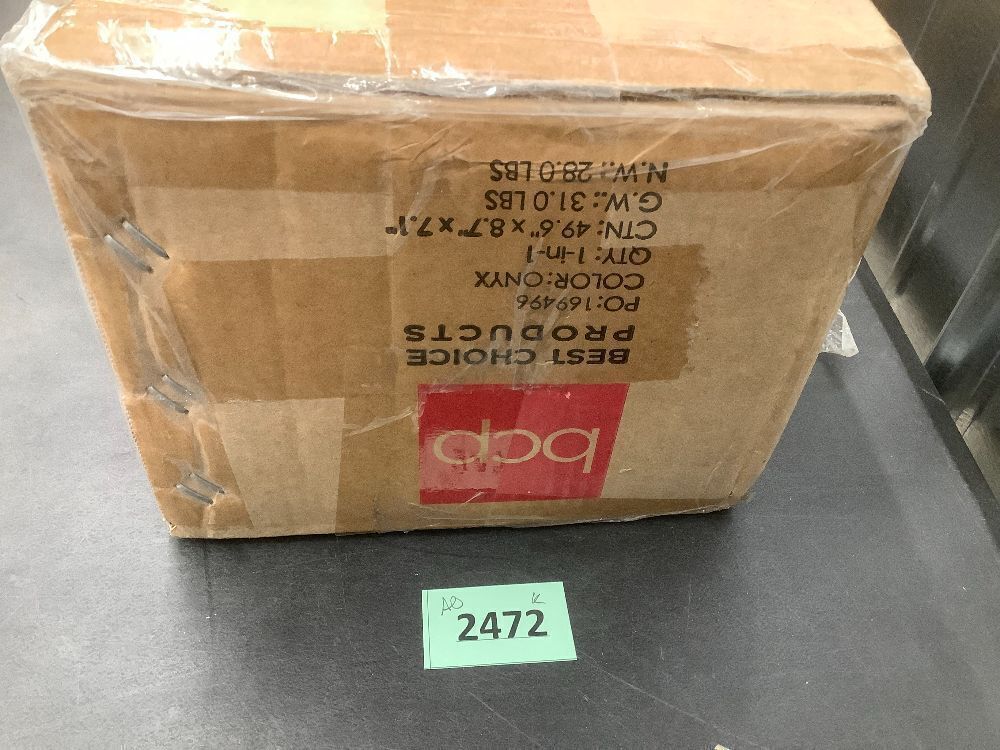 bcp
BEST CHOICE
PRODUCTS
PO:169496
COLOR:ONYX
QTY: 1-in-1
CTN: 49.6" x 8.7" x 7.1"
G.W.: 31.0 LBS
N.W.: 28.0 LBS
2472